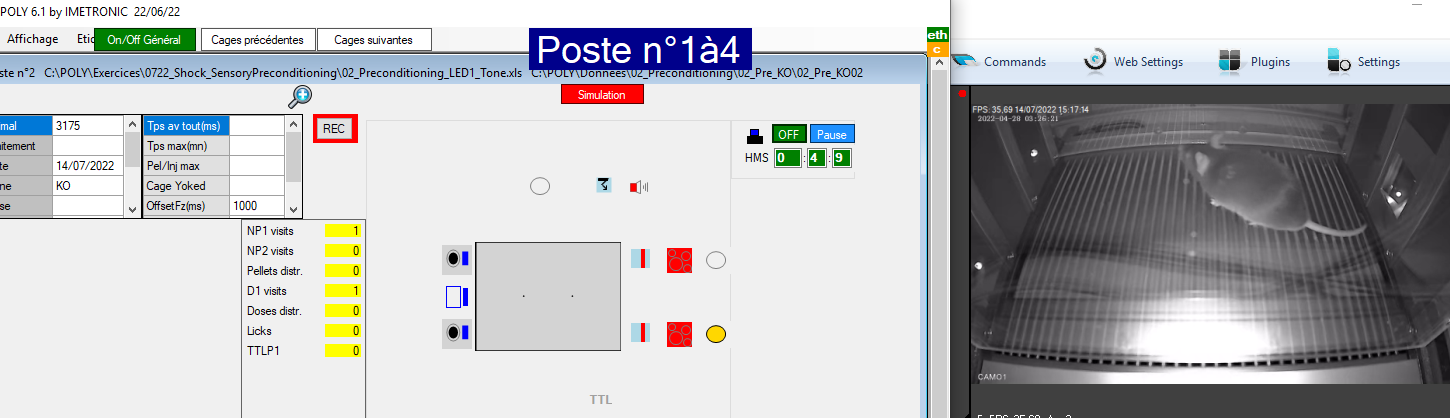 POLY 6.1 by IMETRONIC 22/06/22
Affichage Etic On/Off Général Cages précédentes Cages suivantes
Poste n°1à4
eth
c
ste n°2 C:\POLY\Exercices\0722_Shock_SensoryPreconditioning\02_Preconditioning_LED1_Tone.xls C:\POLY\Données\02_Preconditioning\02_Pre_KO\02_Pre_KO02
Simulation
mal 3175
aitement
te 14/07/2022
ne KO
se
Tps av tout(ms)
Tps max(mn)
Pel/Inj max
Cage Yoked
OffsetFz(ms) 1000
REC
OFF Pause
HMS 0 : 4 : 9
NP1 visits 1
NP2 visits 0
Pellets distr. 0
D1 visits 1
Doses distr. 0
Licks 0
TTLP1 0
TTL
Commands Web Settings Plugins Settings
FPS: 35,69 14/07/2022 15:17:14
2022-04-28 03:26:21
CAM01